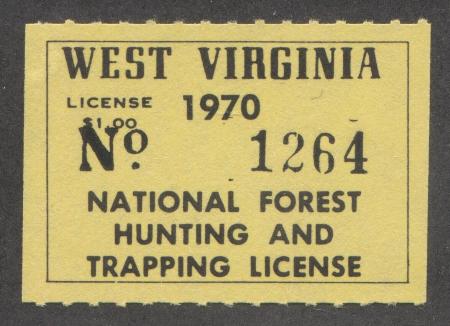 WEST VIRGINIA
LICENSE 1970
$1.00
No. 1264
NATIONAL FOREST
HUNTING AND
TRAPPING LICENSE